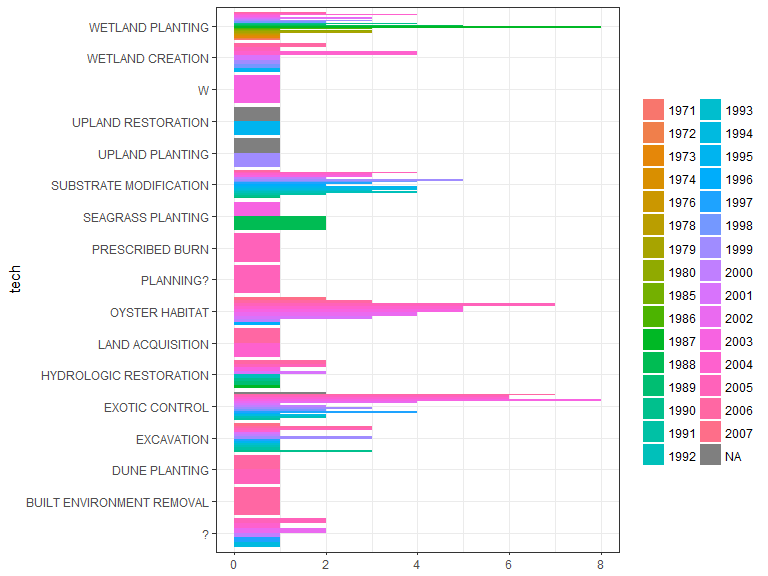 WETLAND PLANTING
WETLAND CREATION
W
UPLAND RESTORATION
UPLAND PLANTING
SUBSTRATE MODIFICATION
SEAGRASS PLANTING
PRESCRIBED BURN
PLANNING?
OYSTER HABITAT
LAND ACQUISITION
HYDROLOGIC RESTORATION
EXOTIC CONTROL
EXCAVATION
DUNE PLANTING
BUILT ENVIRONMENT REMOVAL
?
tech
0 2 4 6 8
1971 1993
1972 1994
1973 1995
1974 1996
1976 1997
1978 1998
1979 1999
1980 2000
1985 2001
1986 2002
1987 2003
1988 2004
1989 2005
1990 2006
1991 2007
1992 NA